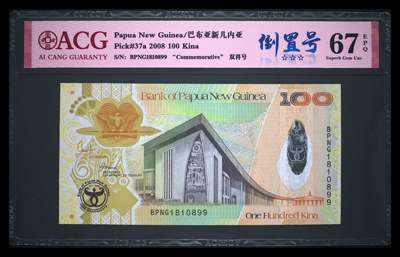 ACG
AI CANG GUARANTY
Papua New Guinea/巴布亚新几内亚
Pick#37a 2008 100 Kina
S/N: BPNG1810899 "Commemorative" 双喜号
倒置号
☆☆☆
67 EPQ
Superb Gem Unc
Bank of Papua New Guinea
100
BPNG1810899
BPNG1810899
One Hundred Kina